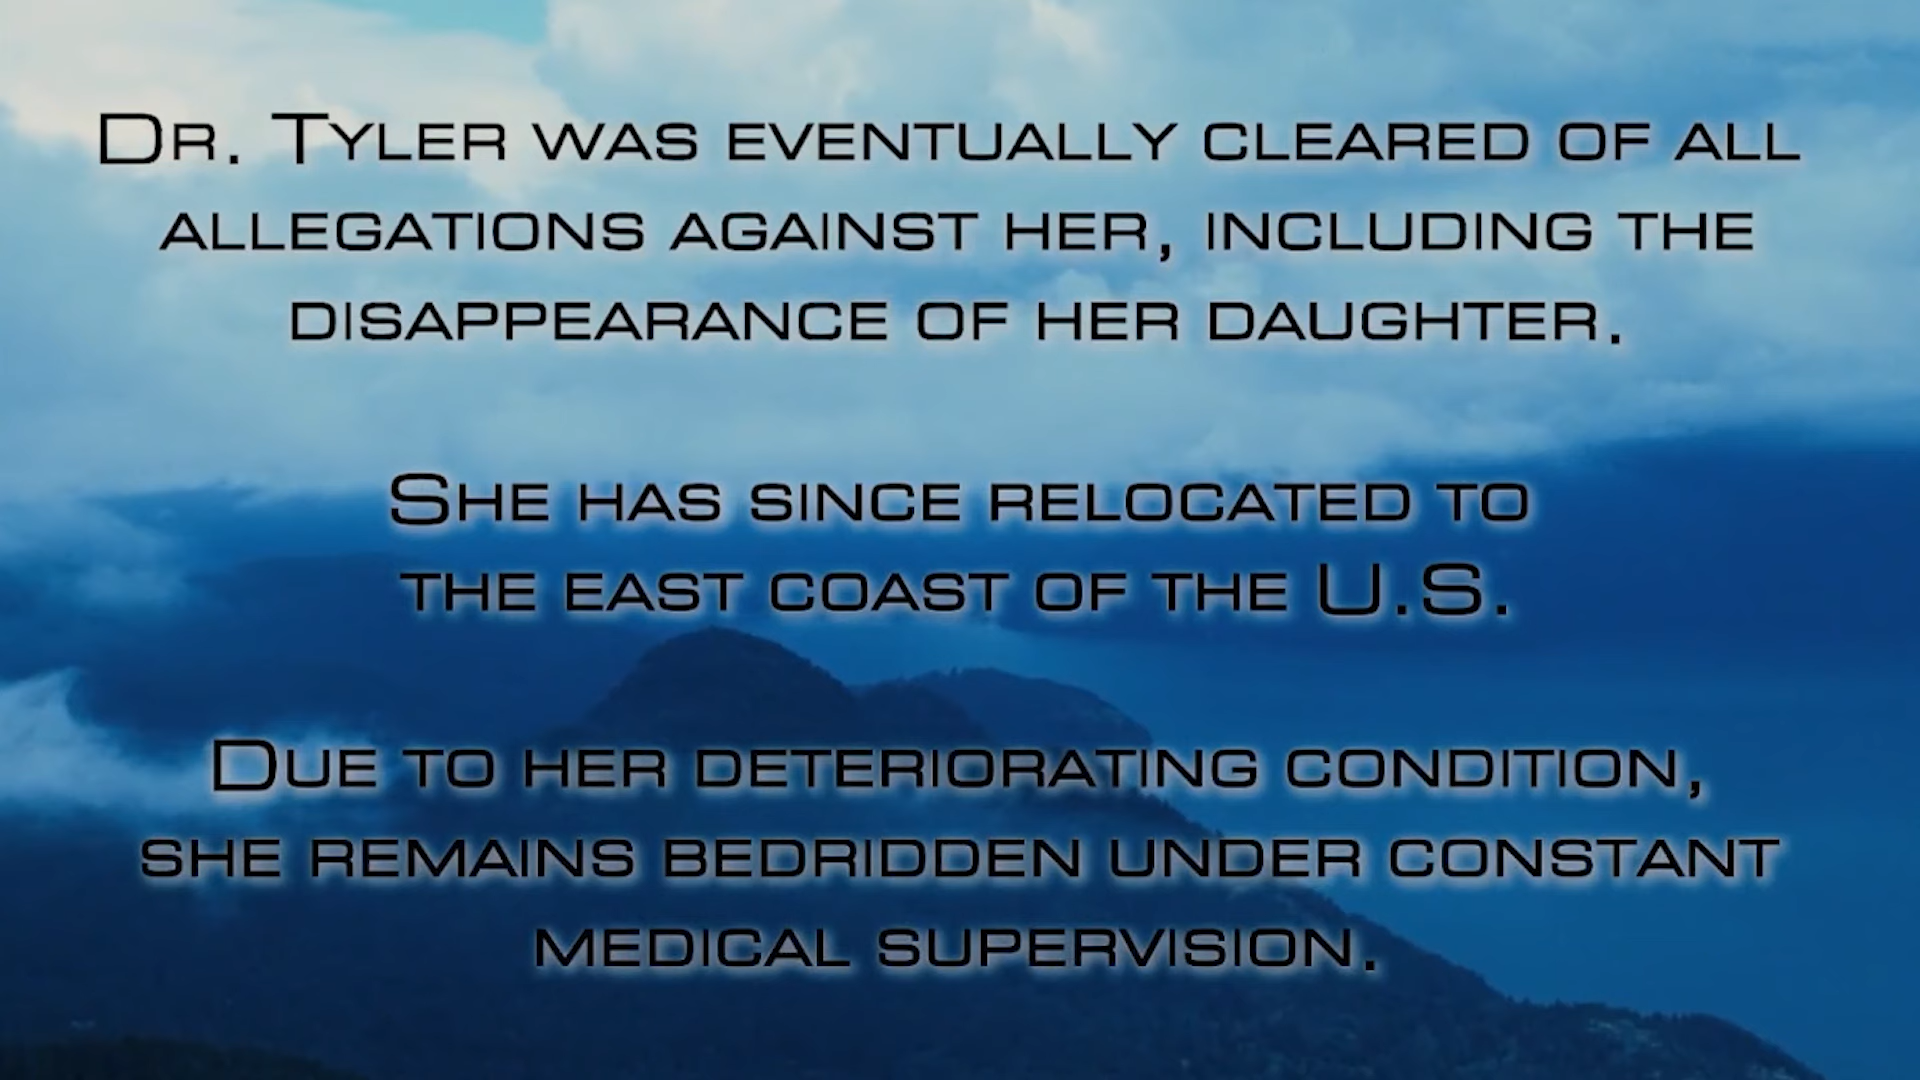 Dr. Tyler was eventually cleared of all
allegations against her, including the
disappearance of her daughter.
She has since relocated to
the east coast of the U.S.
Due to her deteriorating condition,
she remains bedridden under constant
medical supervision.